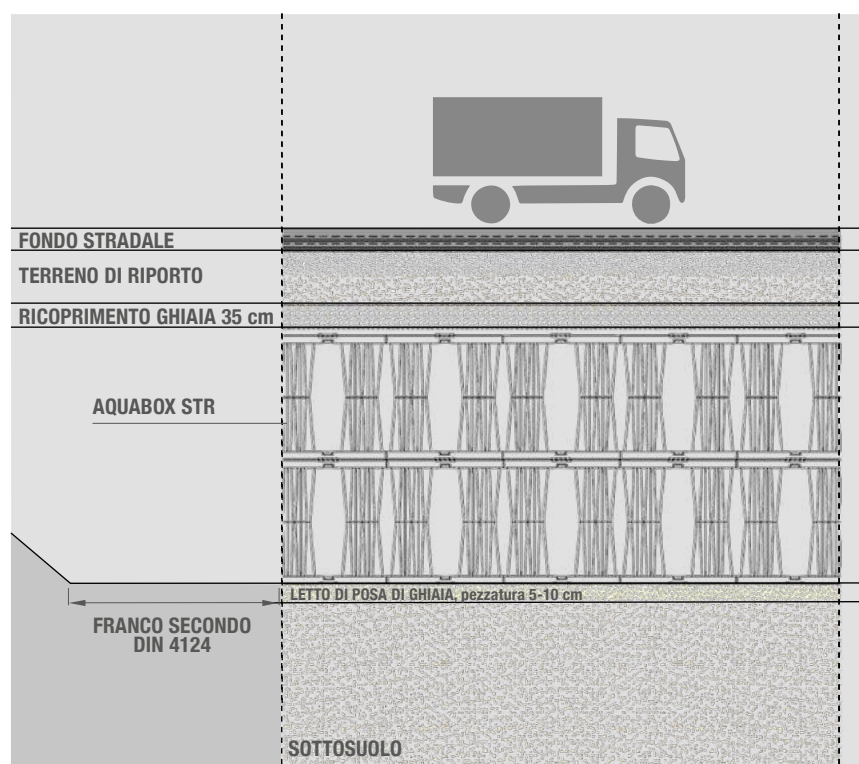 FONDO STRADALE
TERRENO DI RIPORTO
RICOPRIMENTO GHIAIA 35 cm
AQUABOX STR
LETTO DI POSA DI GHIAIA, pezzatura 5-10 cm
FRANCO SECONDO
DIN 4124
SOTTOSUOLO